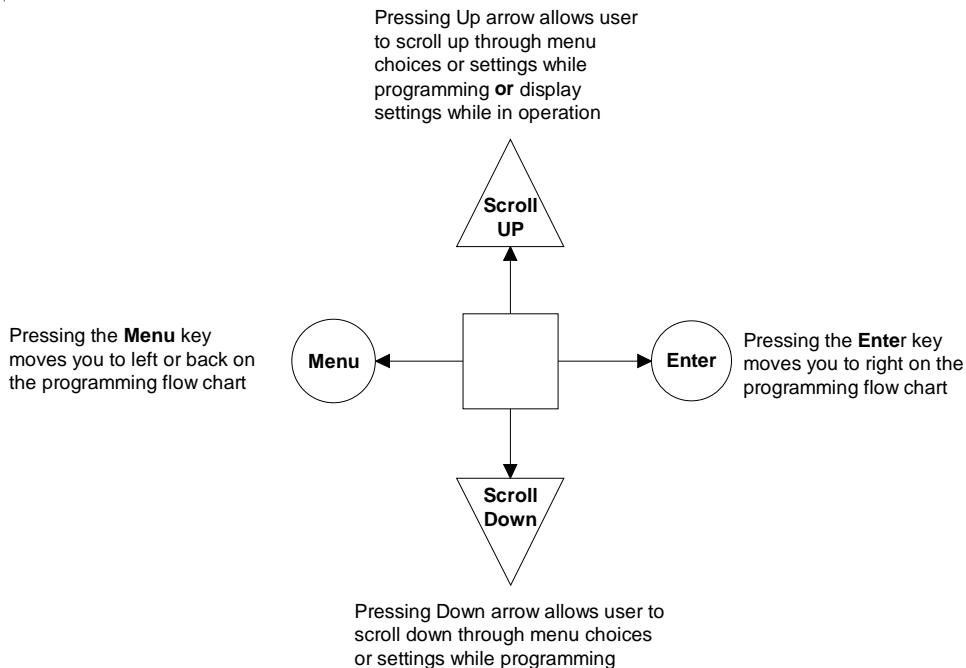 Pressing Up arrow allows user
to scroll up through menu
choices or settings while
programming or display
settings while in operation
Scroll
UP
Pressing the Menu key
moves you to left or back on
the programming flow chart
Menu
Enter
Pressing the Enter key
moves you to right on the
programming flow chart
Scroll
Down
Pressing Down arrow allows user to
scroll down through menu choices
or settings while programming